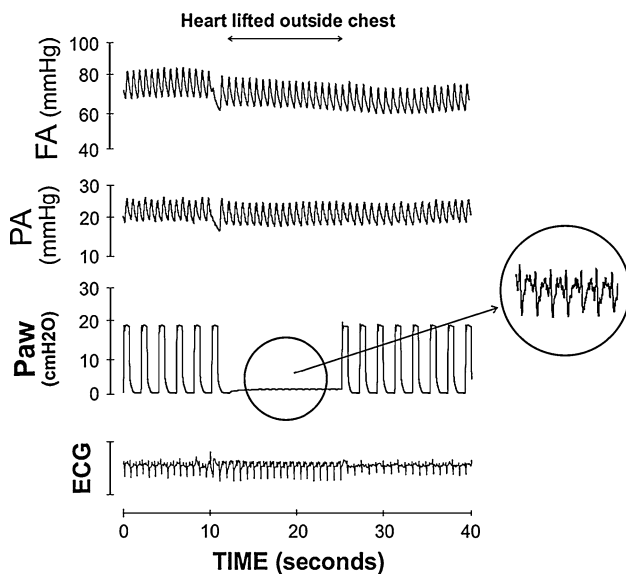 Heart lifted outside chest
FA (mmHg)
100
80
60
40
PA
(mmHg)
30
20
10
Paw
(cmH2O)
30
20
10
0
ECG
0
10
20
30
40
TIME (seconds)